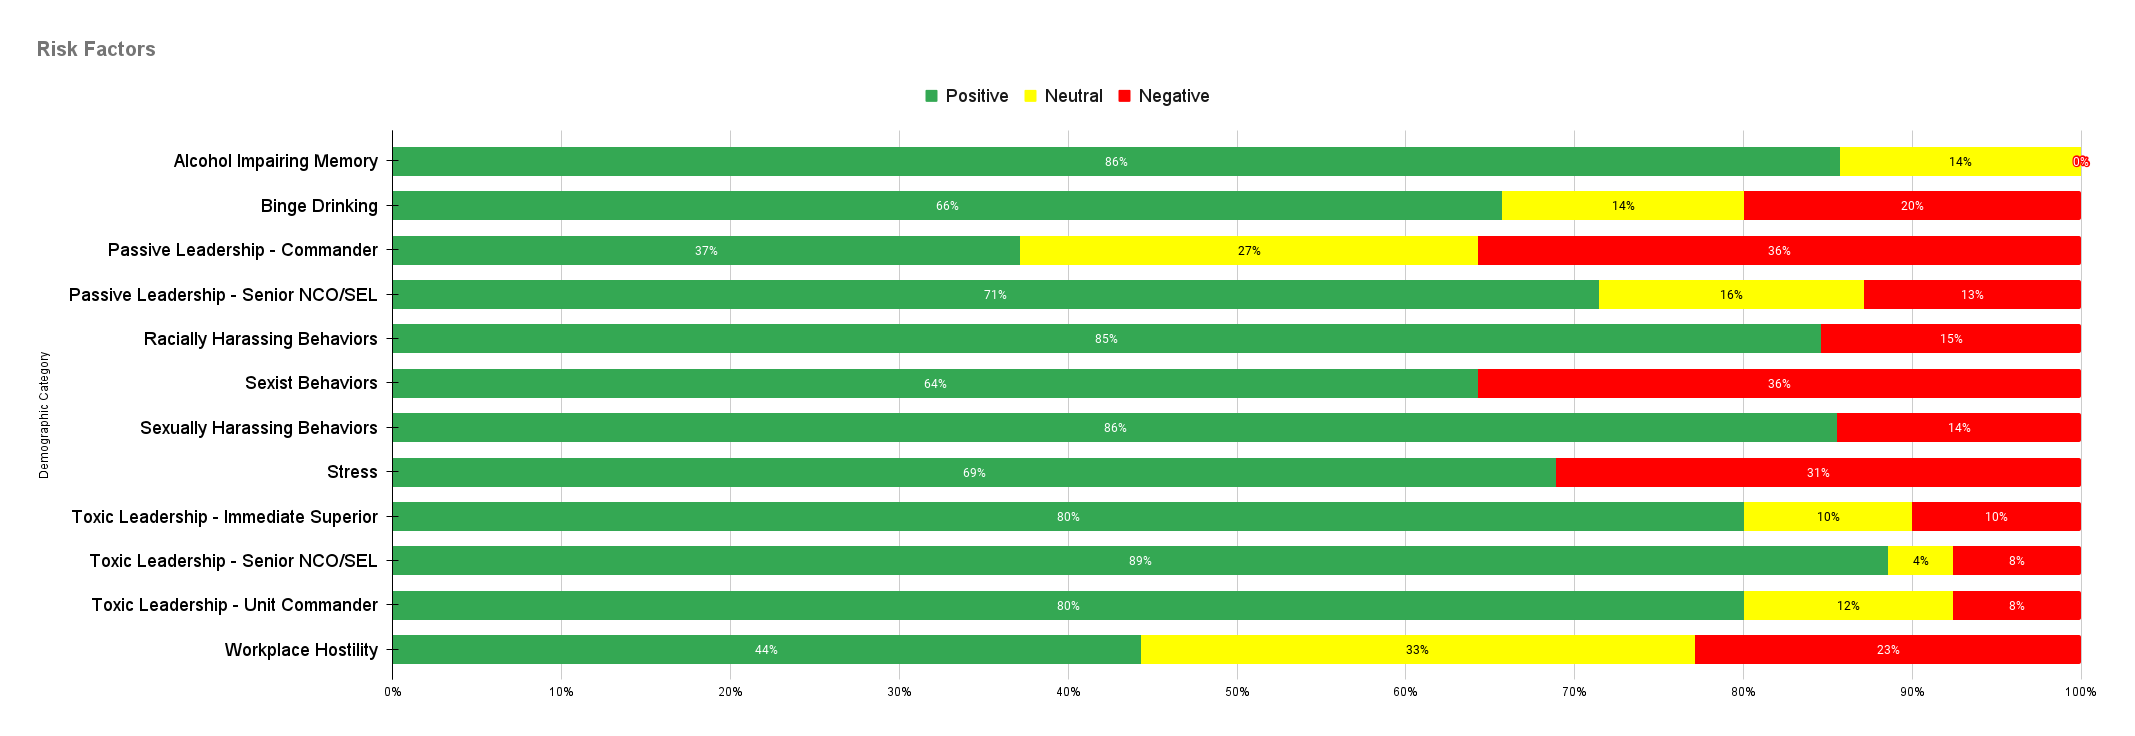 Risk Factors
Positive Neutral Negative
Demographic Category
Alcohol Impairing Memory 86% 14% 0%
Binge Drinking 66% 14% 20%
Passive Leadership - Commander 37% 27% 36%
Passive Leadership - Senior NCO/SEL 71% 16% 13%
Racially Harassing Behaviors 85% 15%
Sexist Behaviors 64% 36%
Sexually Harassing Behaviors 86% 14%
Stress 69% 31%
Toxic Leadership - Immediate Superior 80% 10% 10%
Toxic Leadership - Senior NCO/SEL 89% 4% 8%
Toxic Leadership - Unit Commander 80% 12% 8%
Workplace Hostility 44% 33% 23%
0% 10% 20% 30% 40% 50% 60% 70% 80% 90% 100%